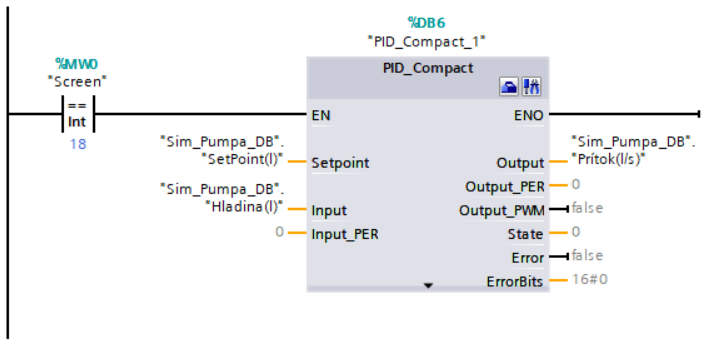 %DB6
"PID_Compact_1"
%MW0
"Screen"
PID_Compact
==
Int
18
EN
ENO
"Sim_Pumpa_DB".
"SetPoint(l)"
Setpoint
Output
"Sim_Pumpa_DB".
"Prítok(l/s)"
Output_PER
0
"Sim_Pumpa_DB".
"Hladina(l)"
Input
Output_PWM
false
0
Input_PER
State
0
Error
false
ErrorBits
16#0